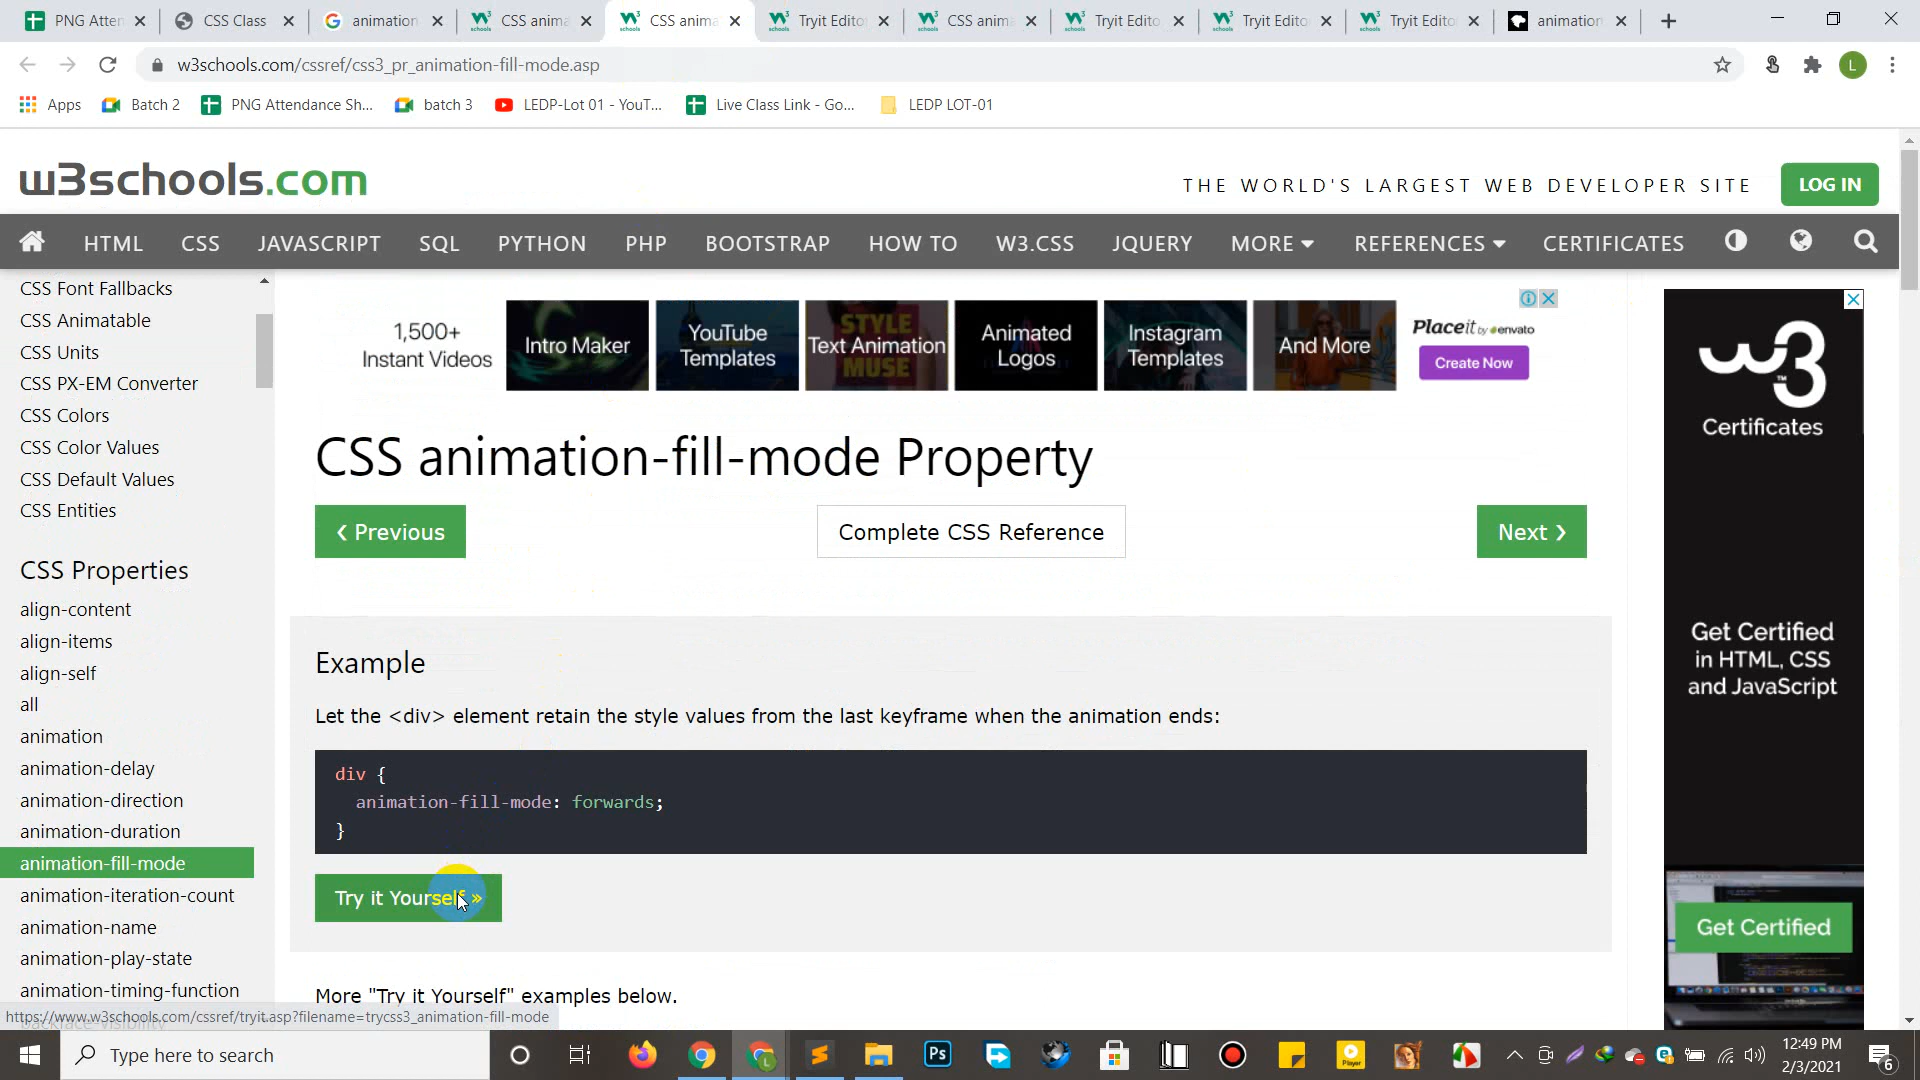 PNG Atten
CSS Class
animation
CSS anima
CSS anima
Tryit Edito
CSS anima
Tryit Edito
Tryit Edito
Tryit Edito
animation
w3schools.com/cssref/css3_pr_animation-fill-mode.asp
L
Apps
Batch 2
PNG Attendance Sh...
batch 3
LEDP-Lot 01 - YouT...
Live Class Link - Go...
LEDP LOT-01
w3schools.com
THE WORLD'S LARGEST WEB DEVELOPER SITE
LOG IN
HTML
CSS
JAVASCRIPT
SQL
PYTHON
PHP
BOOTSTRAP
HOW TO
W3.CSS
JQUERY
MORE
REFERENCES
CERTIFICATES
CSS Font Fallbacks
CSS Animatable
CSS Units
CSS PX-EM Converter
CSS Colors
CSS Color Values
CSS Default Values
CSS Entities
CSS Properties
align-content
align-items
align-self
all
animation
animation-delay
animation-direction
animation-duration
animation-fill-mode
animation-iteration-count
animation-name
animation-play-state
animation-timing-function
backface-visibility
1,500+
Instant Videos
Intro Maker
YouTube
Templates
STYLE
Text Animation
MUSE
Animated
Logos
Instagram
Templates
And More
Placeit by envato
Create Now
CSS animation-fill-mode Property
❮ Previous
Complete CSS Reference
Next ❯
Example
Let the <div> element retain the style values from the last keyframe when the animation ends:
div {
animation-fill-mode: forwards;
}
Try it Yourself »
More "Try it Yourself" examples below.
w3
TM
Certificates
Get Certified
in HTML, CSS
and JavaScript
Get Certified
https://www.w3schools.com/cssref/tryit.asp?filename=trycss3_animation-fill-mode
Type here to search
Ps
Player
12:49 PM
2/3/2021
6